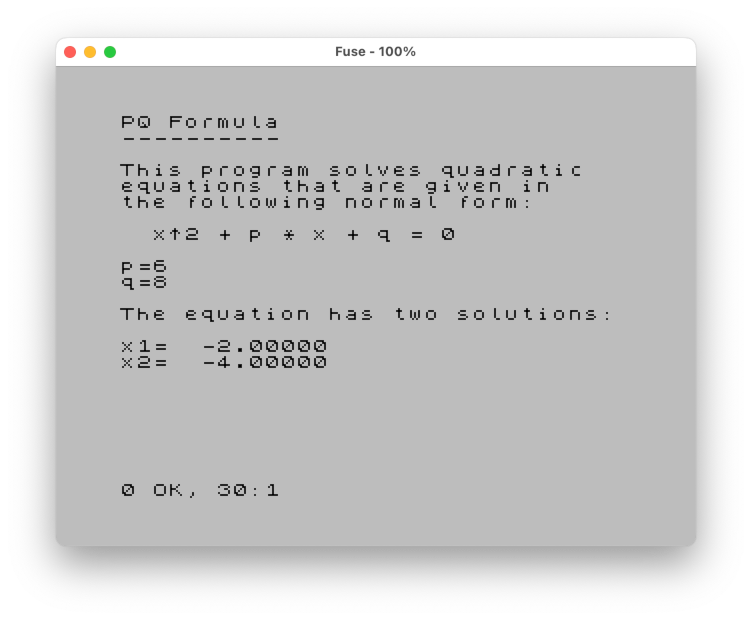 Fuse - 100%
PQ Formula
----------
This program solves quadratic
equations that are given in
the following normal form:
x↑2 + p * x + q = 0
p=6
q=8
The equation has two solutions:
x1=  -2.00000
x2=  -4.00000
0 OK, 30:1